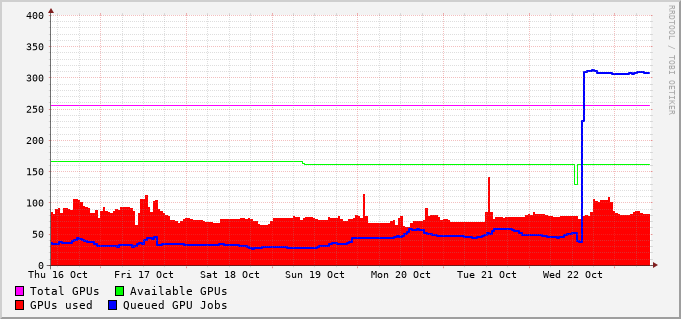 400
350
300
250
200
150
100
50
0
Thu 16 Oct Fri 17 Oct Sat 18 Oct Sun 19 Oct Mon 20 Oct Tue 21 Oct Wed 22 Oct
Total GPUs Available GPUs
GPUs used Queued GPU Jobs
RRDTOOL / TOBI OETIKER